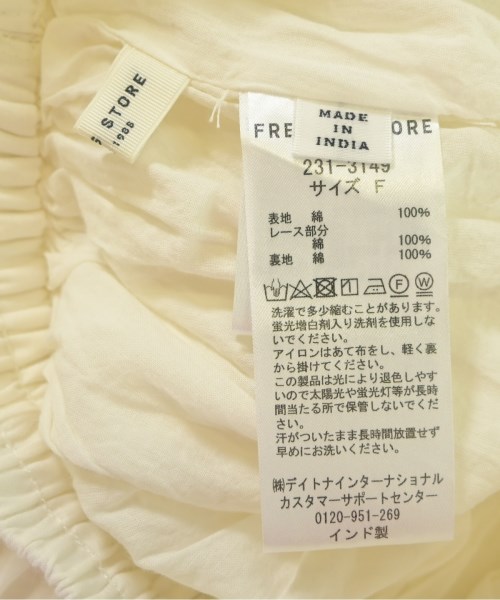 STORE
1986
MADE
IN
INDIA
FRE ORE
231-3149
サイズ F
表地 綿 100%
レース部分
綿 100%
裏地 綿 100%
F W
洗濯で多少縮むことがあります。
蛍光増白剤入り洗剤を使用しな
いでください。
アイロンはあて布をし、軽く裏
から掛けてください。
この製品は光により退色しやす
いので太陽光や蛍光灯等が長時
間当たる所で保管しないでくだ
さい。
汗がついたまま長時間放置せず
早めにお洗いください。
㈱デイトナインターナショナル
カスタマーサポートセンター
0120-951-269
インド製